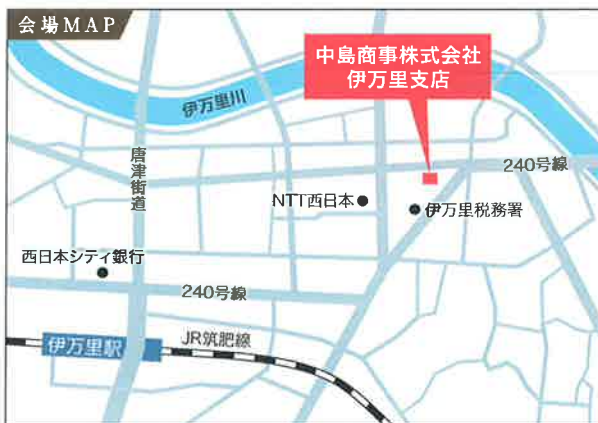 会場MAP
中島商事株式会社
伊万里支店
伊万里川
唐津街道
240号線
NTT西日本
伊万里税務署
西日本シティ銀行
240号線
JR筑肥線
伊万里駅